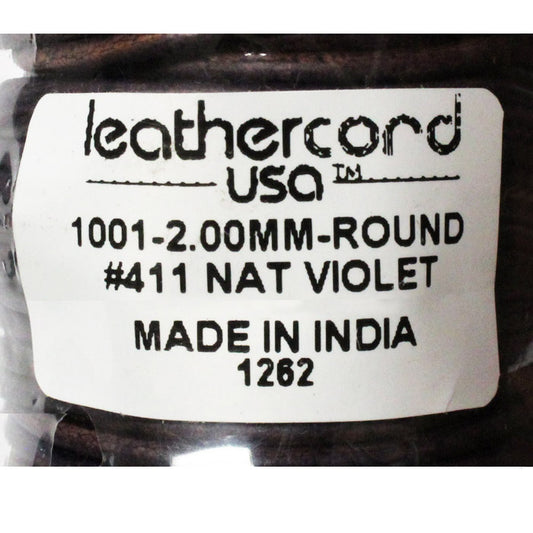 leathercord
usa™
1001-2.00MM-ROUND
#411 NAT VIOLET
MADE IN INDIA
1262